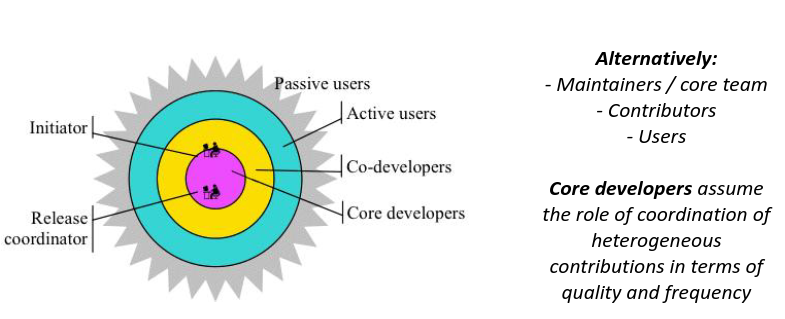 Passive users
Active users
Initiator
Co-developers
Core developers
Release
coordinator
Alternatively:
- Maintainers / core team
- Contributors
- Users
Core developers assume
the role of coordination of
heterogeneous
contributions in terms of
quality and frequency